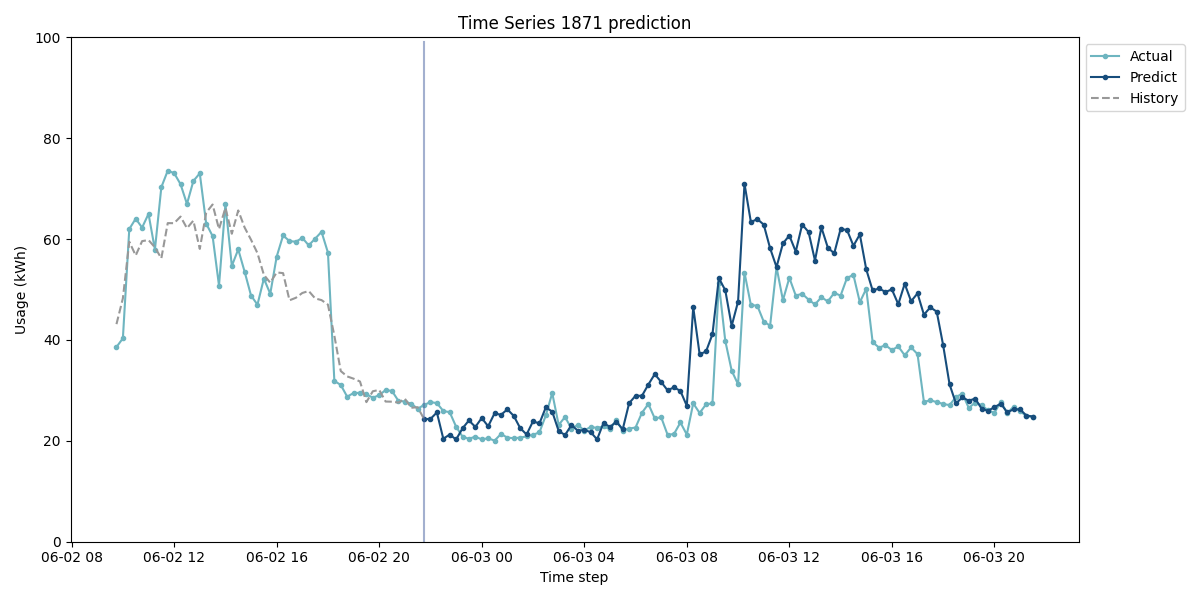 Time Series 1871 prediction
100
80
60
40
20
0
Usage (kWh)
06-02 08
06-02 12
06-02 16
06-02 20
06-03 00
06-03 04
06-03 08
06-03 12
06-03 16
06-03 20
Time step
Actual
Predict
History